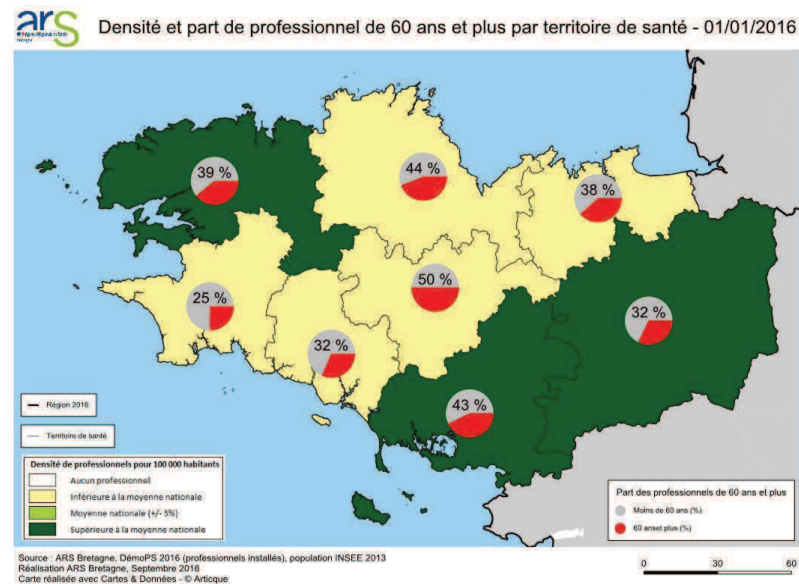 ars
Densité et part de professionnel de 60 ans et plus par territoire de santé - 01/01/2016
39 %
44 %
38 %
50 %
25 %
32 %
32 %
43 %
Région 2016
Territoire de santé
Densité de professionnels pour 100 000 habitants
Aucun professionnel
Inférieure à la moyenne nationale
Moyenne nationale (+/- 5%)
Supérieure à la moyenne nationale
Part des professionnels de 60 ans et plus
Moins de 60 ans (%)
60 anset plus (%)
0 30 60
Source : ARS Bretagne, DémoPS 2016 (professionnels installés), population INSEE 2013
Réalisation ARS Bretagne, Septembre 2016
Carte réalisée avec Cartes & Données - © Articque